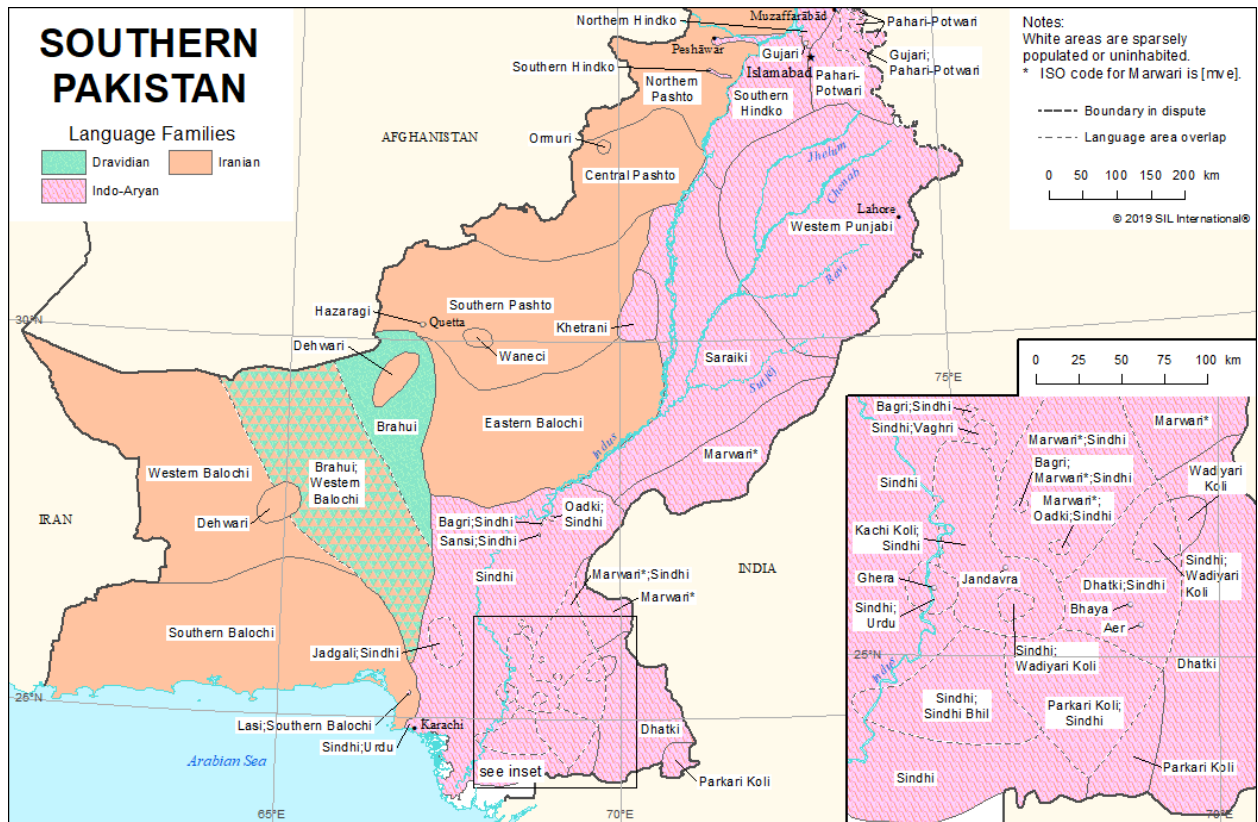 SOUTHERN
PAKISTAN
Language Families
Dravidian
Iranian
Indo-Aryan
Notes:
White areas are sparsely
populated or uninhabited.
* ISO code for Marwari is [mve].
Boundary in dispute
Language area overlap
0 50 100 150 200 km
© 2019 SIL International®
Northern Hindko
Muzaffarābād
Pahari-Potwari
Peshāwar
Gujari
Gujari;
Pahari-Potwari
Southern Hindko
Islamabad
Northern
Pashto
Pahari-
Potwari
Southern
Hindko
AFGHANISTAN
Ormuri
Central Pashto
Jhelum
Chenab
Lahore
Western Punjabi
Ravi
Hazaragi
Southern Pashto
Quetta
Khetrani
30°N
Dehwari
Waneci
Saraiki
Sutlej
75°E
Brahui
Eastern Balochi
Indus
Marwari*
Western Balochi
Brahui;
Western
Balochi
Dehwari
IRAN
Oadki;
Sindhi
Bagri;Sindhi
Sansi;Sindhi
Sindhi
INDIA
Marwari*;Sindhi
Marwari*
Southern Balochi
Jadgali;Sindhi
25°N
Lasi;Southern Balochi
Karachi
Sindhi;Urdu
Dhatki
Arabian Sea
see inset
Parkari Koli
65°E
70°E
0 25 50 75 100 km
Bagri;Sindhi
Sindhi;Vaghri
Marwari*
Marwari*;Sindhi
Bagri;
Marwari*;Sindhi
Wadiyari
Koli
Sindhi
Marwari*;
Oadki;Sindhi
Kachi Koli;
Sindhi
Ghera
Jandavra
Dhatki;Sindhi
Sindhi;
Wadiyari
Koli
Sindhi;
Urdu
Bhaya
Aer
Sindhi;
Wadiyari Koli
25°N
Indus
Dhatki
Sindhi;
Sindhi Bhil
Parkari Koli;
Sindhi
Parkari Koli
Sindhi
70°E